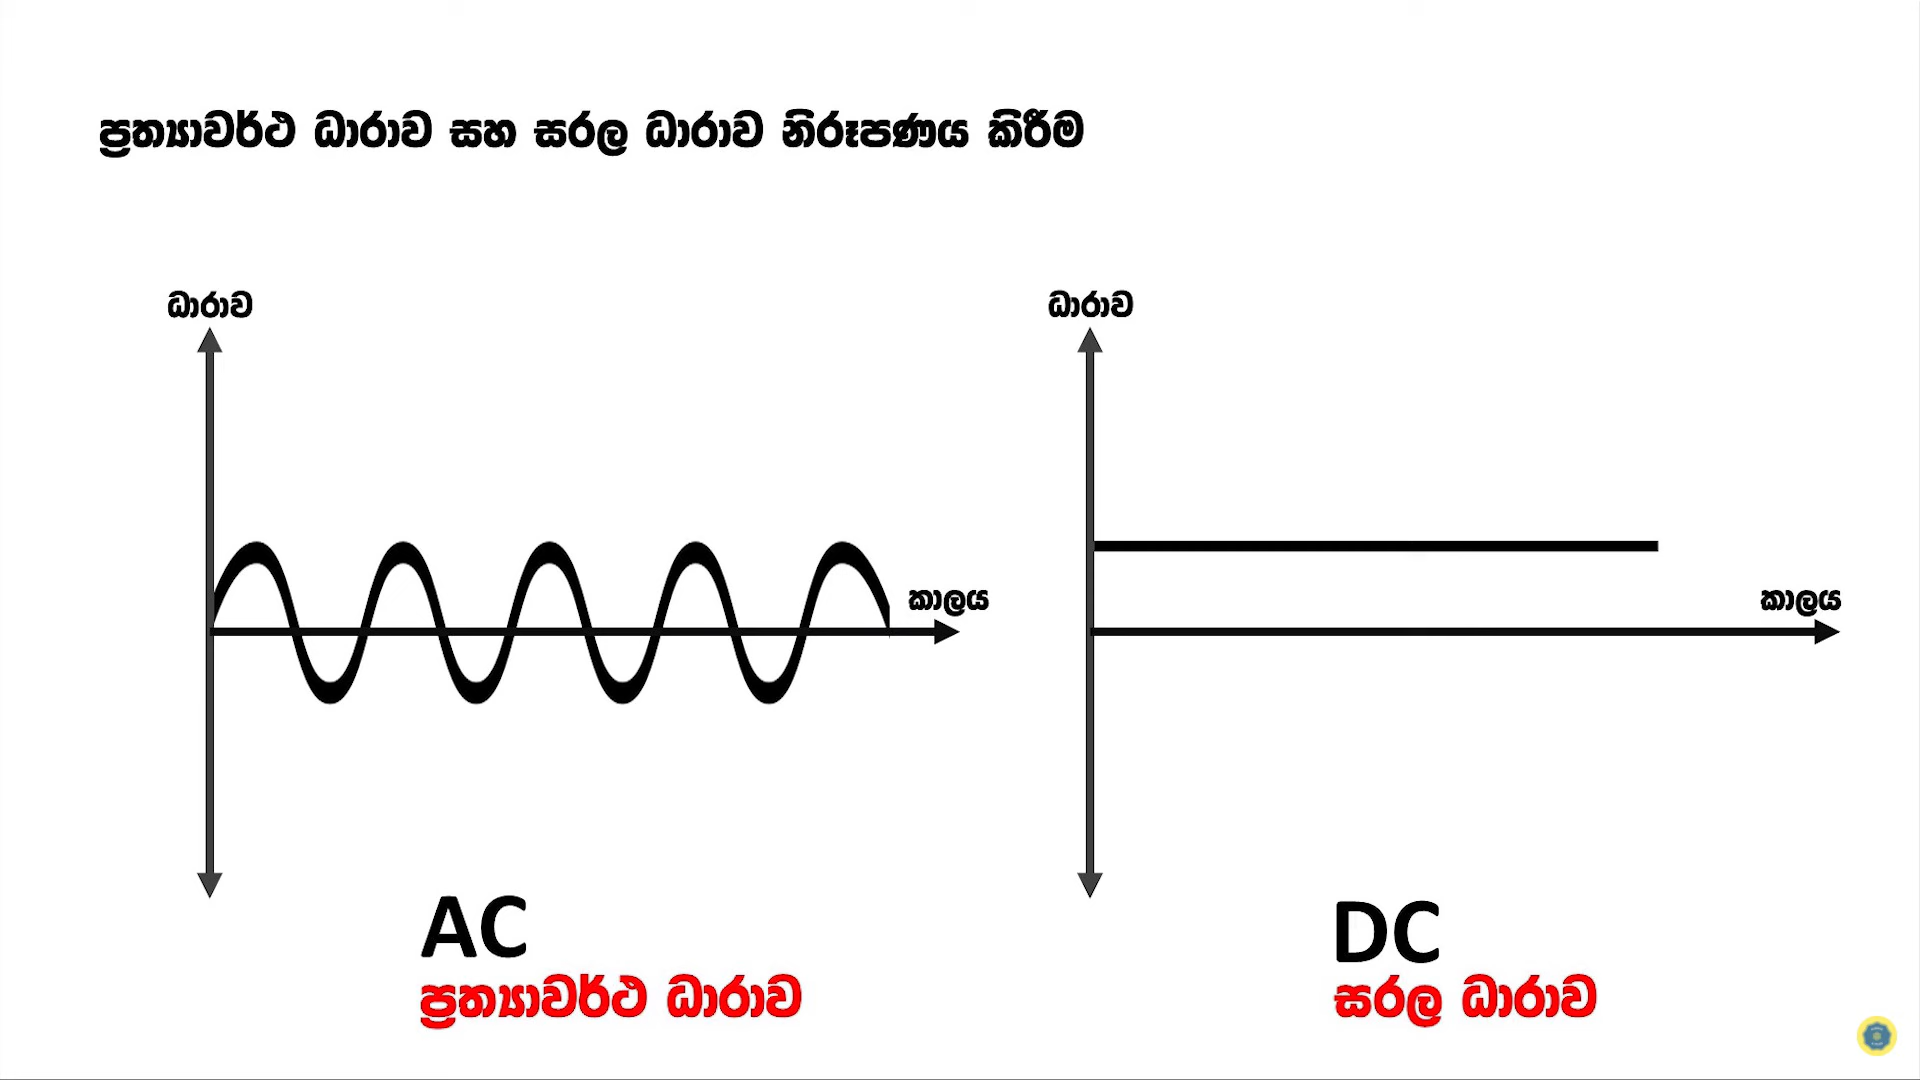 ප්‍රත්‍යාවර්ථ ධාරාව සහ සරල ධාරාව නිරූපණය කිරීම
ධාරාව
කාලය
AC
ප්‍රත්‍යාවර්ථ ධාරාව
ධාරාව
කාලය
DC
සරල ධාරාව